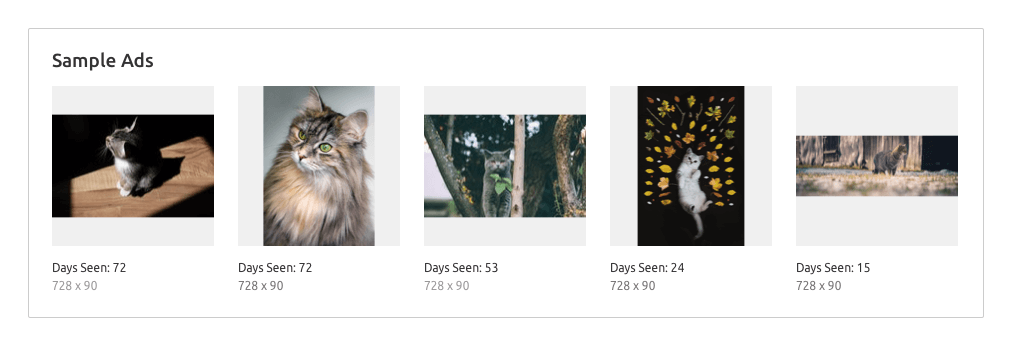 Sample Ads
Days Seen: 72
728 x 90
Days Seen: 72
728 x 90
Days Seen: 53
728 x 90
Days Seen: 24
728 x 90
Days Seen: 15
728 x 90